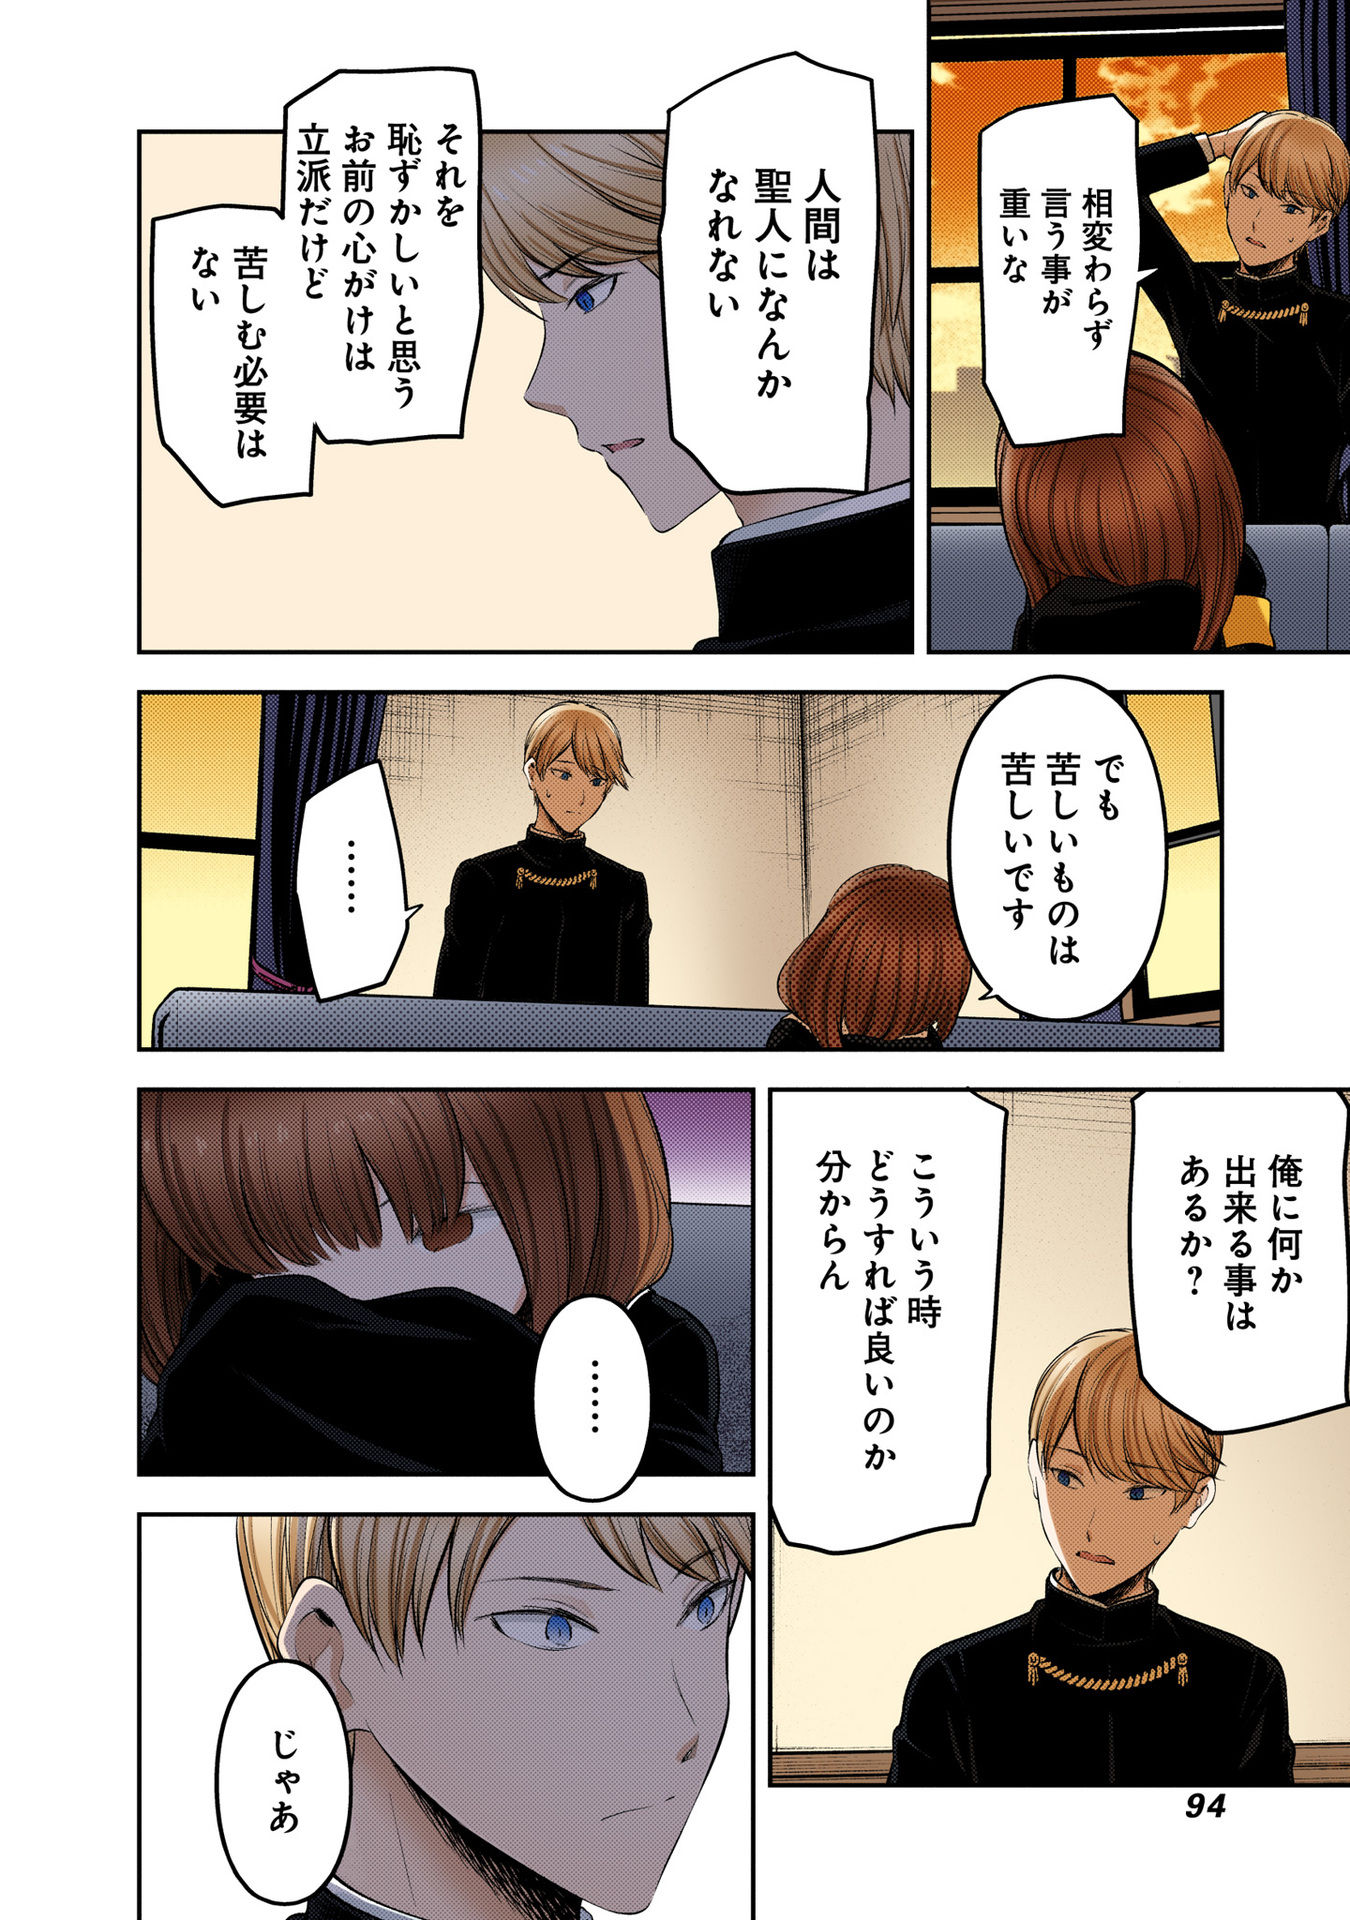 相変わらず
言う事が
重いな
人間は
聖人になんか
なれない
それを
恥ずかしいと思う
お前の心がけは
立派だけど
苦しむ必要は
ない
でも
苦しいものは
苦しいです
……
俺に何か
出来る事は
あるか?
こういう時
どうすれば良いのか
分からん
……
じゃあ
94